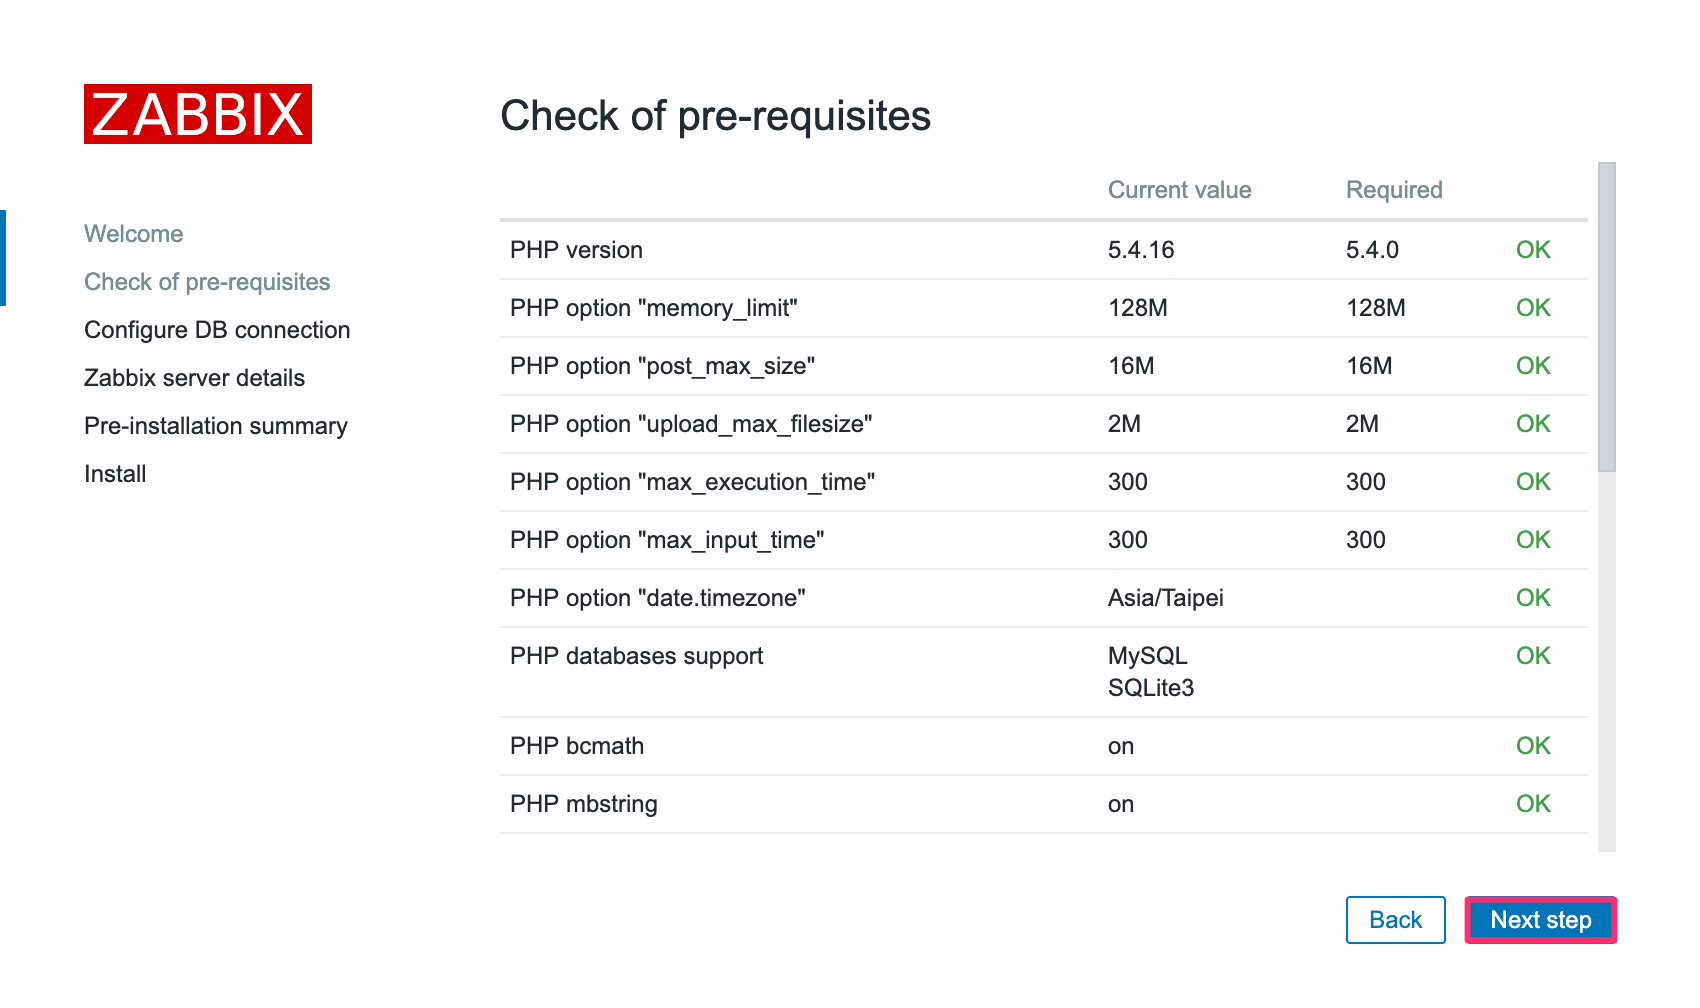 ZABBIX
Welcome
Check of pre-requisites
Configure DB connection
Zabbix server details
Pre-installation summary
Install
Check of pre-requisites
Current value Required
PHP version 5.4.16 5.4.0 OK
PHP option "memory_limit" 128M 128M OK
PHP option "post_max_size" 16M 16M OK
PHP option "upload_max_filesize" 2M 2M OK
PHP option "max_execution_time" 300 300 OK
PHP option "max_input_time" 300 300 OK
PHP option "date.timezone" Asia/Taipei OK
PHP databases support MySQL OK
SQLite3
PHP bcmath on OK
PHP mbstring on OK
Back Next step